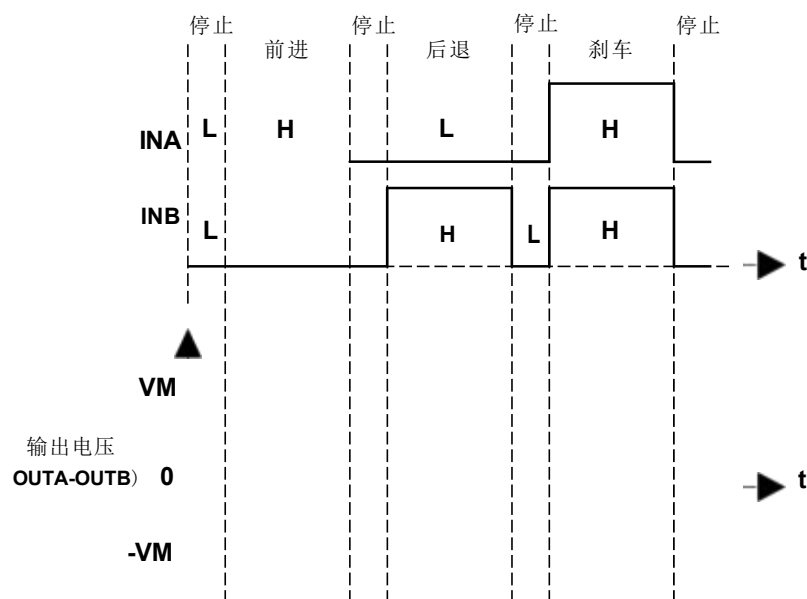 停止 停止 停止 停止
前进 后退 刹车
INA L H L H
INB L H L H
t
VM
输出电压
OUTA-OUTB） 0 t
-VM